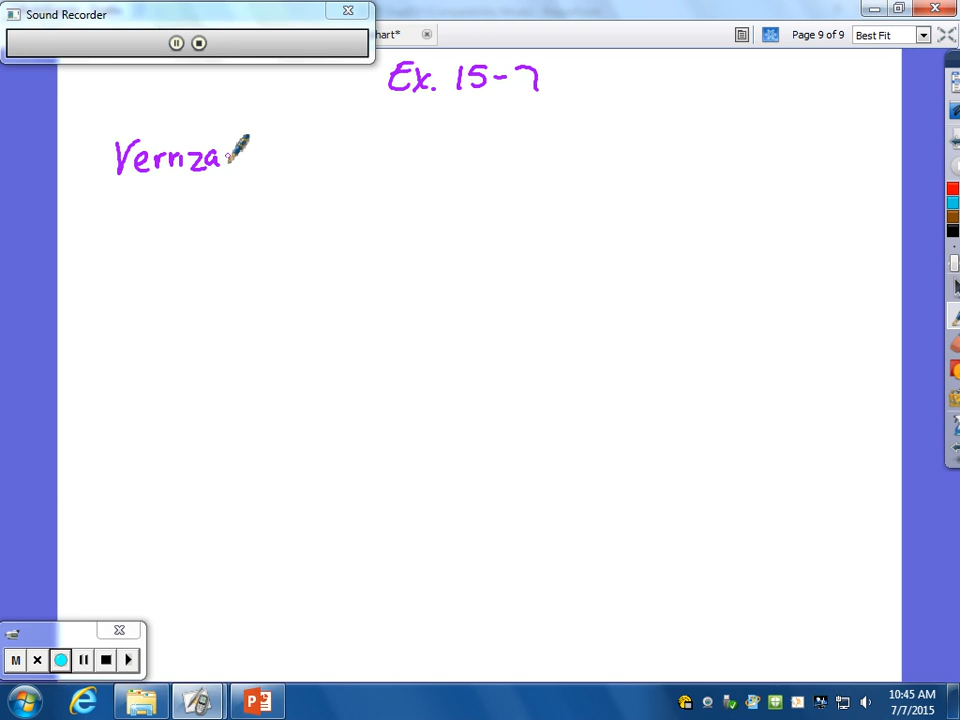 Sound Recorder
hart*
Page 9 of 9
Best Fit
Ex. 15-7
Vernza
M
10:45 AM
7/7/2015